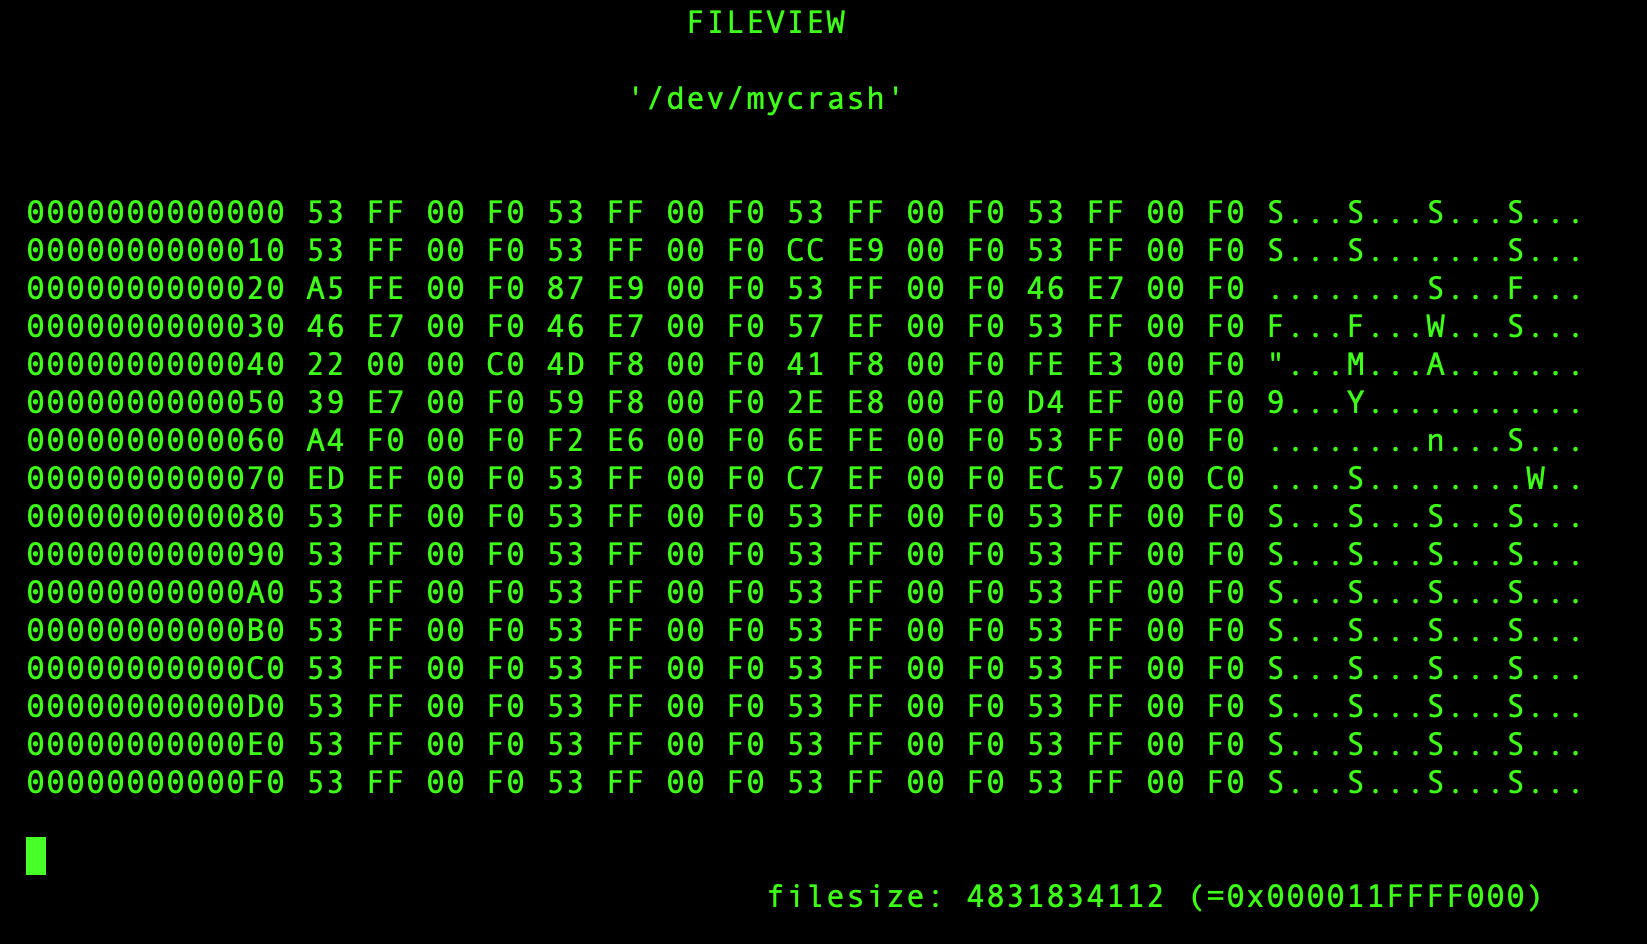 FILEVIEW
'/dev/mycrash'
0000000000000 53 FF 00 F0 53 FF 00 F0 53 FF 00 F0 53 FF 00 F0 S...S...S...S...
0000000000010 53 FF 00 F0 53 FF 00 F0 CC E9 00 F0 53 FF 00 F0 S...S.......S...
0000000000020 A5 FE 00 F0 87 E9 00 F0 53 FF 00 F0 46 E7 00 F0 ........S...F...
0000000000030 46 E7 00 F0 46 E7 00 F0 57 EF 00 F0 53 FF 00 F0 F...F...W...S...
0000000000040 22 00 00 C0 4D F8 00 F0 41 F8 00 F0 FE E3 00 F0 "...M...A.......
0000000000050 39 E7 00 F0 59 F8 00 F0 2E E8 00 F0 D4 EF 00 F0 9...Y...........
0000000000060 A4 F0 00 F0 F2 E6 00 F0 6E FE 00 F0 53 FF 00 F0 ........n...S...
0000000000070 ED EF 00 F0 53 FF 00 F0 C7 EF 00 F0 EC 57 00 C0 ....S........W..
0000000000080 53 FF 00 F0 53 FF 00 F0 53 FF 00 F0 53 FF 00 F0 S...S...S...S...
0000000000090 53 FF 00 F0 53 FF 00 F0 53 FF 00 F0 53 FF 00 F0 S...S...S...S...
00000000000A0 53 FF 00 F0 53 FF 00 F0 53 FF 00 F0 53 FF 00 F0 S...S...S...S...
00000000000B0 53 FF 00 F0 53 FF 00 F0 53 FF 00 F0 53 FF 00 F0 S...S...S...S...
00000000000C0 53 FF 00 F0 53 FF 00 F0 53 FF 00 F0 53 FF 00 F0 S...S...S...S...
00000000000D0 53 FF 00 F0 53 FF 00 F0 53 FF 00 F0 53 FF 00 F0 S...S...S...S...
00000000000E0 53 FF 00 F0 53 FF 00 F0 53 FF 00 F0 53 FF 00 F0 S...S...S...S...
00000000000F0 53 FF 00 F0 53 FF 00 F0 53 FF 00 F0 53 FF 00 F0 S...S...S...S...
filesize: 4831834112 (=0x000011FFFF000)